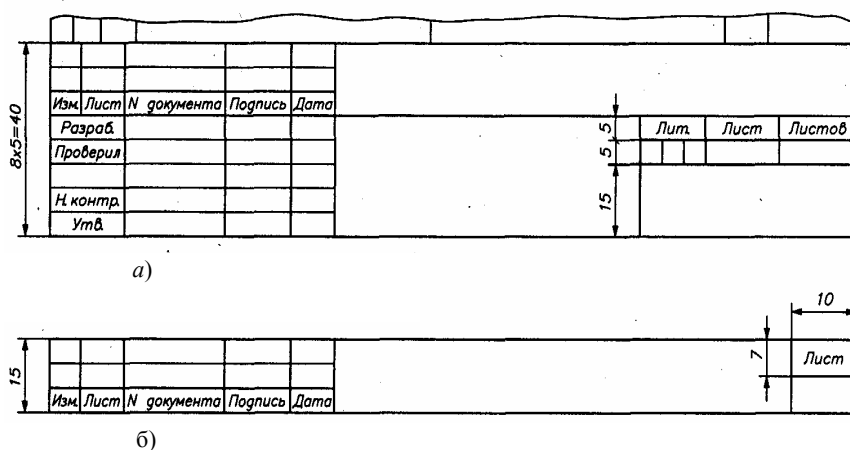 8x5=40
Изм. Лист N документа Подпись Дата
Разраб. 5 Лит. Лист Листов
Проверил 5
15
Н. контр.
Утв.
а)
10
15
7 Лист
Изм. Лист N документа Подпись Дата
б)